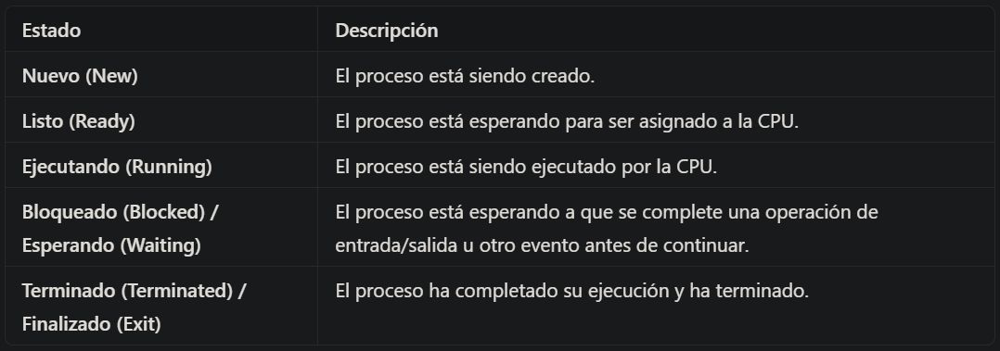 Estado Descripción
Nuevo (New) El proceso está siendo creado.
Listo (Ready) El proceso está esperando para ser asignado a la CPU.
Ejecutando (Running) El proceso está siendo ejecutado por la CPU.
Bloqueado (Blocked) / El proceso está esperando a que se complete una operación de
Esperando (Waiting) entrada/salida u otro evento antes de continuar.
Terminado (Terminated) / El proceso ha completado su ejecución y ha terminado.
Finalizado (Exit)